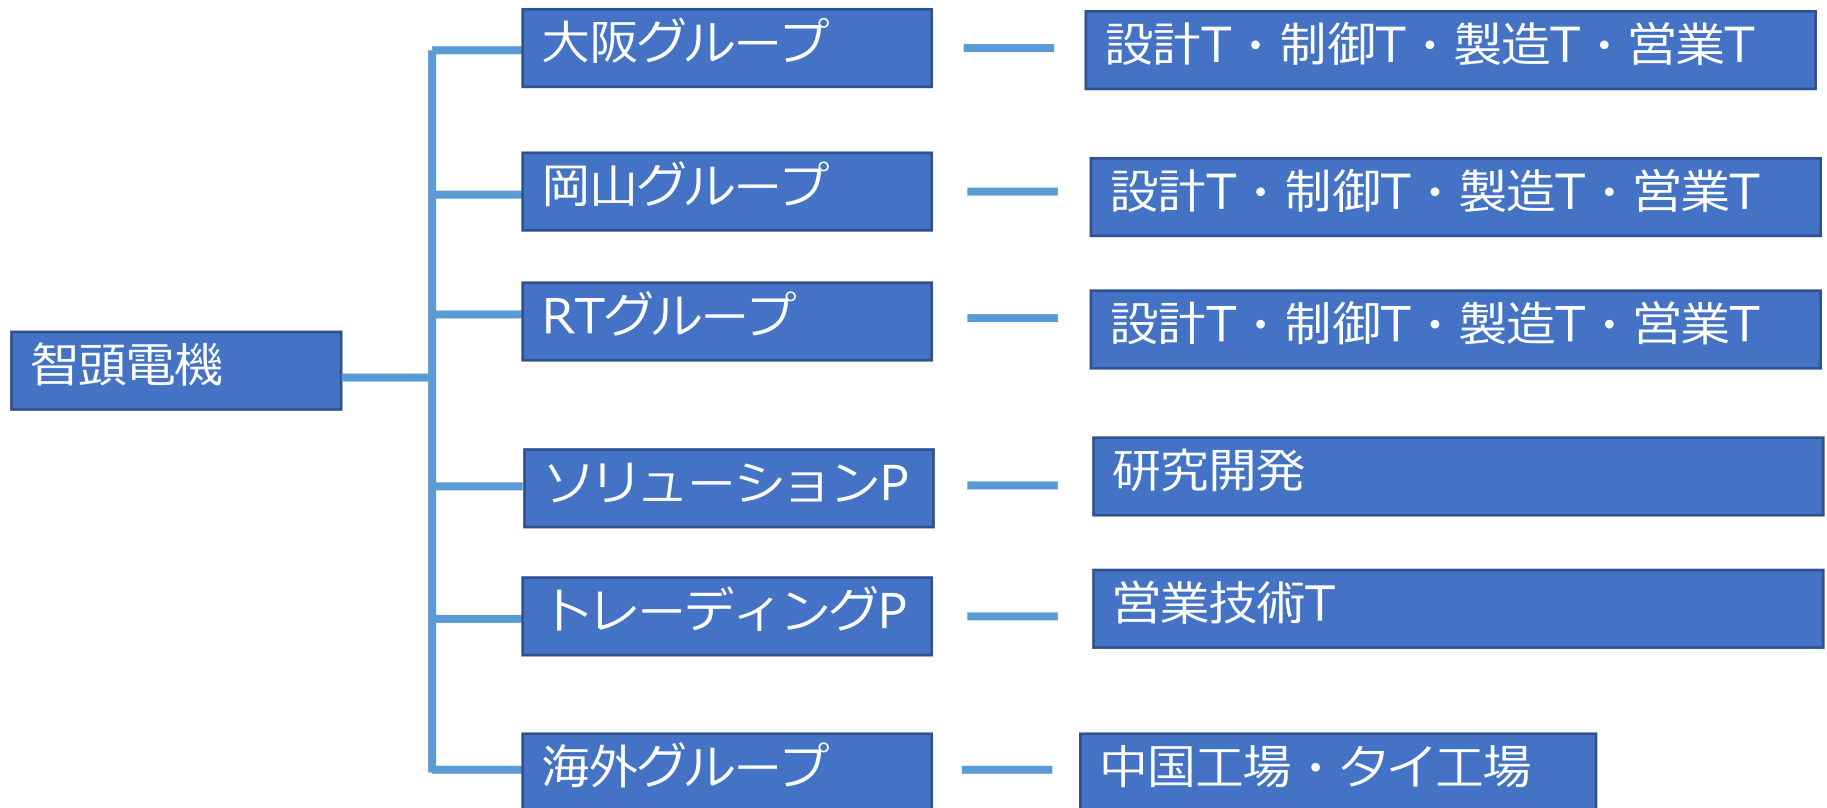 大阪グループ
設計T・制御T・製造T・営業T
岡山グループ
設計T・制御T・製造T・営業T
RTグループ
設計T・制御T・製造T・営業T
智頭電機
ソリューションP
研究開発
トレーディングP
営業技術T
海外グループ
中国工場・タイ工場